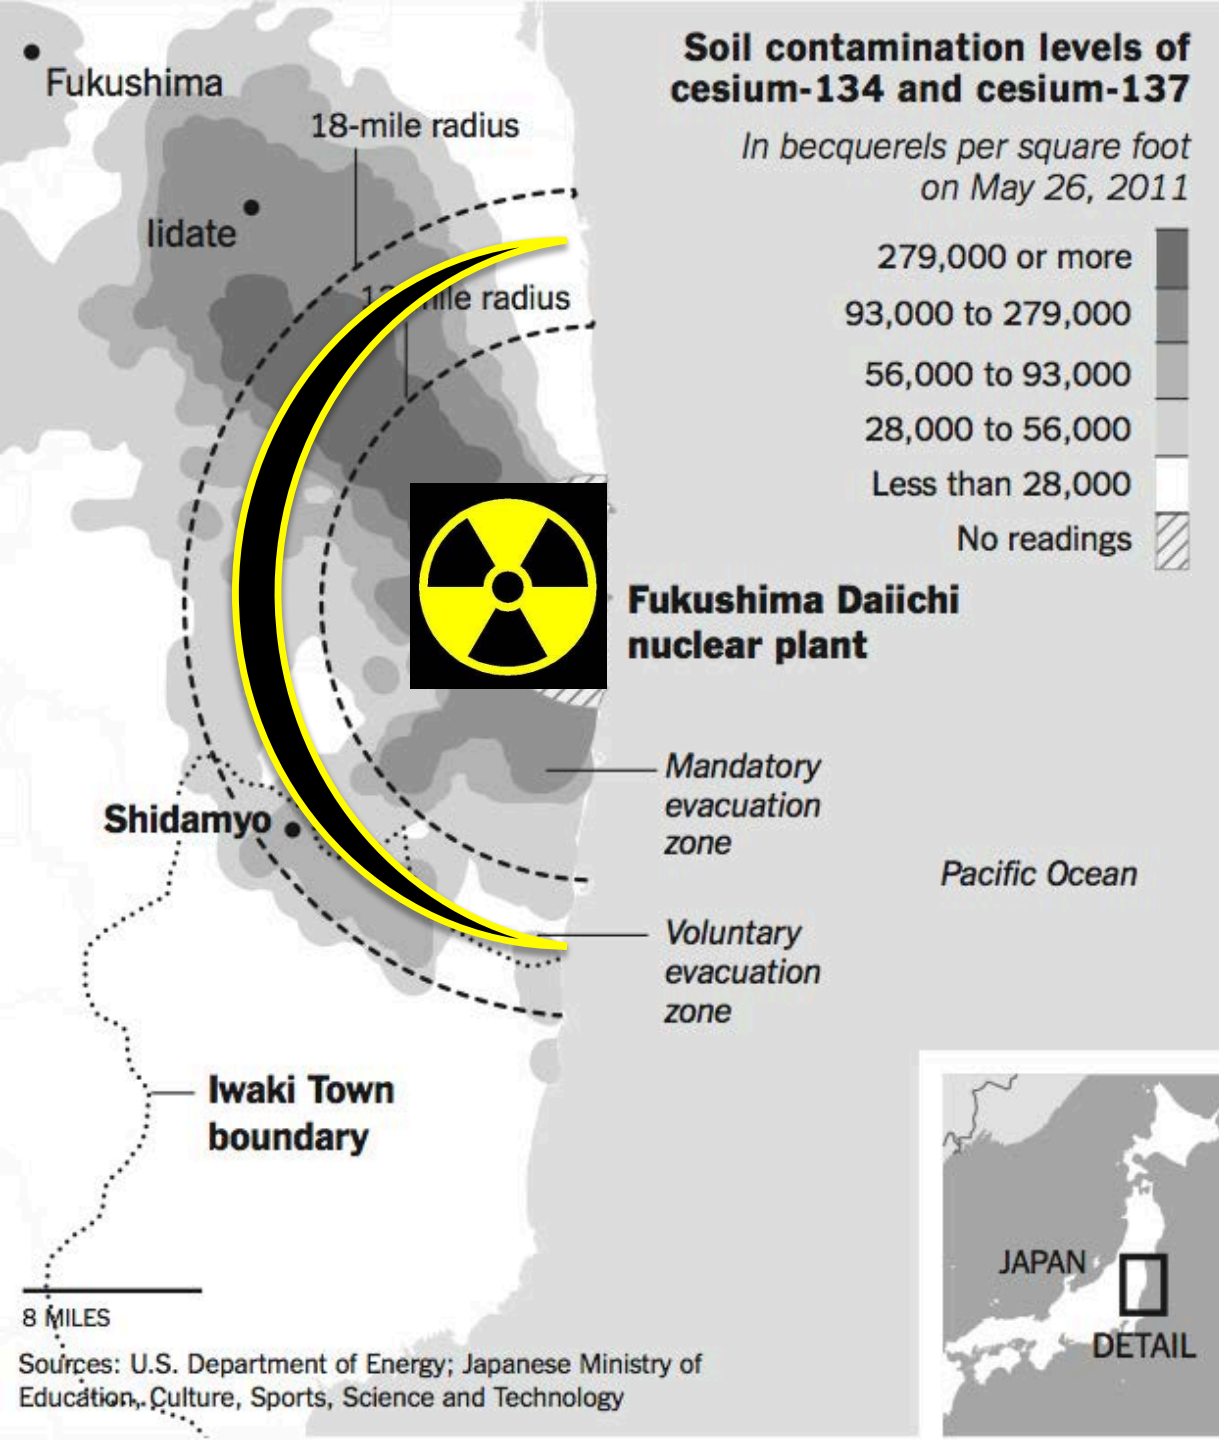 Soil contamination levels of
cesium-134 and cesium-137
In becquerels per square foot
on May 26, 2011
279,000 or more
93,000 to 279,000
56,000 to 93,000
28,000 to 56,000
Less than 28,000
No readings
Fukushima
18-mile radius
Iidate
radius
Fukushima Daiichi
nuclear plant
Mandatory
evacuation
zone
Shidamyo
Pacific Ocean
Voluntary
evacuation
zone
Iwaki Town
boundary
JAPAN
DETAIL
8 MILES
Sources: U.S. Department of Energy; Japanese Ministry of
Education, Culture, Sports, Science and Technology